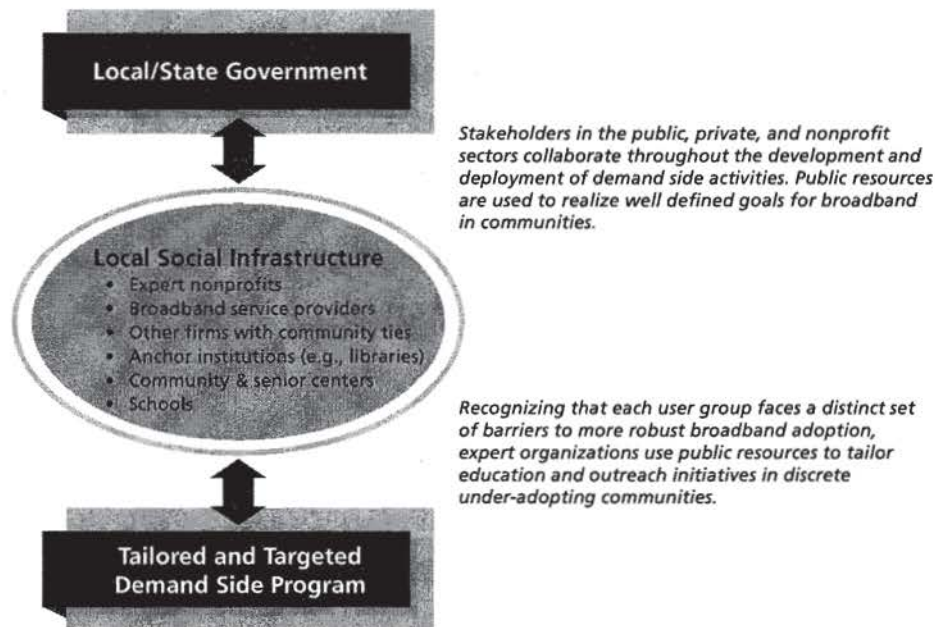 Local/State Government
Stakeholders in the public, private, and nonprofit
sectors collaborate throughout the development and
deployment of demand side activities. Public resources
are used to realize well defined goals for broadband
in communities.
Local Social Infrastructure
• Expert nonprofits
• Broadband service providers
• Other firms with community ties
• Anchor institutions (e.g., libraries)
• Community & senior centers
• Schools
Recognizing that each user group faces a distinct set
of barriers to more robust broadband adoption,
expert organizations use public resources to tailor
education and outreach initiatives in discrete
under-adopting communities.
Tailored and Targeted
Demand Side Program